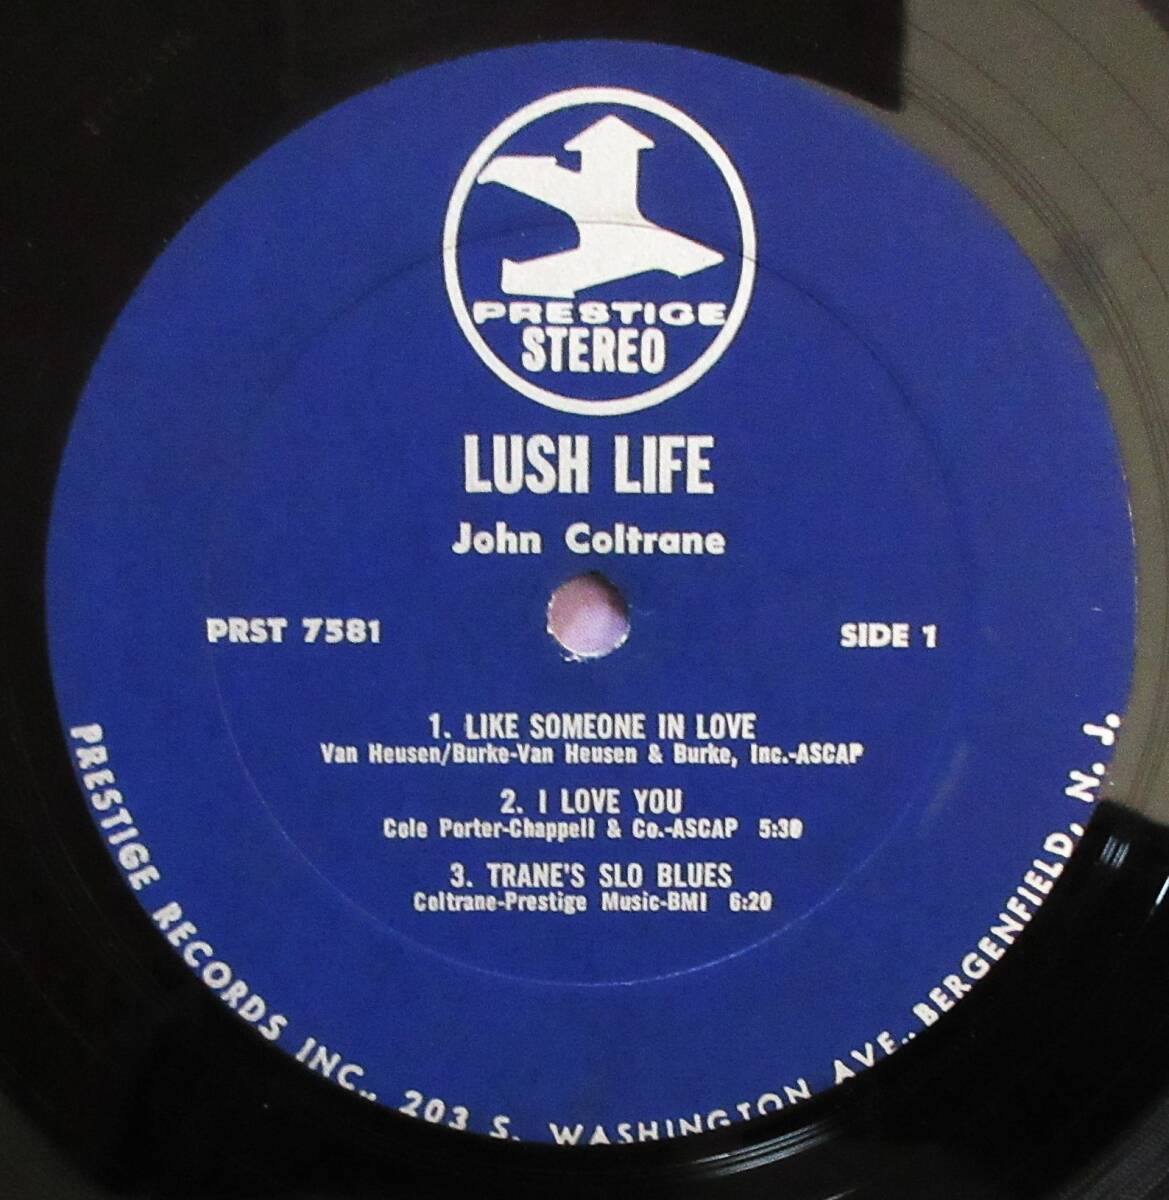 PRESTIGE
STEREO
LUSH LIFE
John Coltrane
PRST 7581
SIDE 1
1. LIKE SOMEONE IN LOVE
Van Heusen/Burke-Van Heusen & Burke, Inc.-ASCAP
2. I LOVE YOU
Cole Porter-Chappell & Co.-ASCAP 5:30
3. TRANE'S SLO BLUES
Coltrane-Prestige Music-BMI 6:20
PRESTIGE RECORDS INC., 203 S. WASHINGTON AVE., BERGENFIELD, N. J.